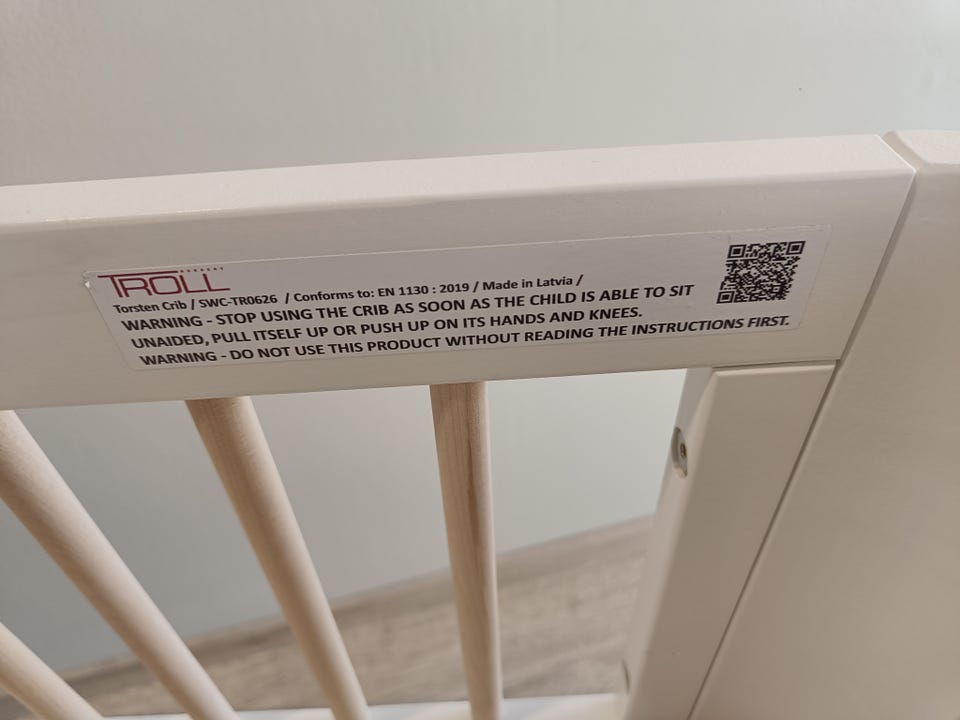 TROLL
Torsten Crib / SWC-TR0626 / Conforms to: EN 1130 : 2019 / Made in Latvia /
WARNING - STOP USING THE CRIB AS SOON AS THE CHILD IS ABLE TO SIT
UNAIDED, PULL ITSELF UP OR PUSH UP ON ITS HANDS AND KNEES.
WARNING - DO NOT USE THIS PRODUCT WITHOUT READING THE INSTRUCTIONS FIRST.